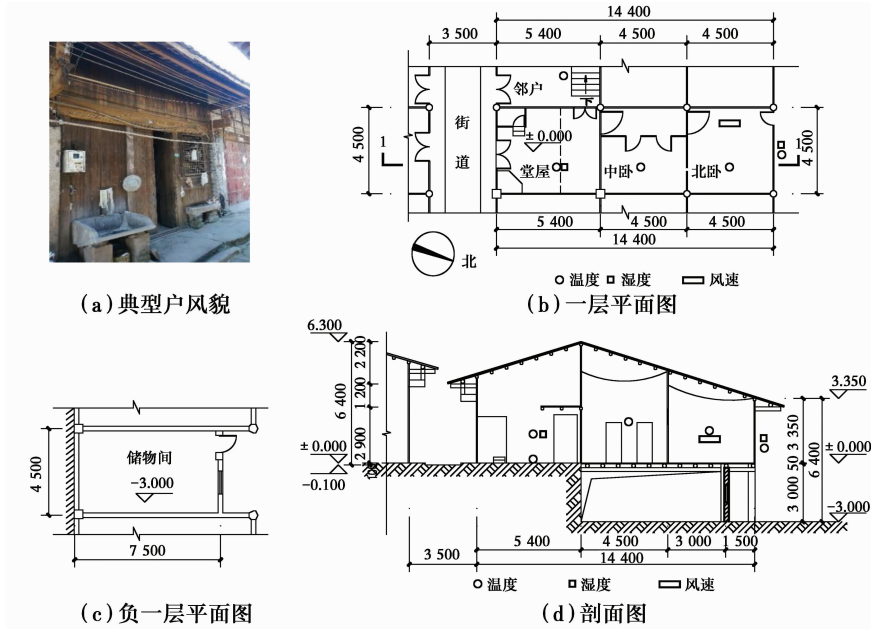 14 400
3 500
5 400
4 500
4 500
4 500
1
街道
邻户
下
± 0.000
堂屋
中卧
北卧
1
4 500
5 400
4 500
4 500
14 400
北
温度
湿度
风速
(a)典型户风貌
(b)一层平面图
4 500
储物间
-3.000
7 500
(c)负一层平面图
6.300
2 200
1 200
2 900
6 400
± 0.000
-0.100
3.350
3 350
± 0.000
50
3 000
6 400
-3.000
5 400
4 500
3 000
1 500
3 500
14 400
温度
湿度
风速
(d)剖面图